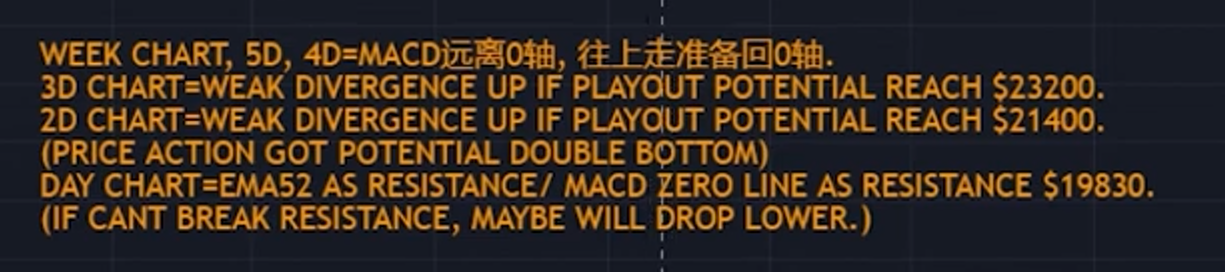 WEEK CHART, 5D, 4D=MACD远离0轴, 往上走准备回0轴.
3D CHART=WEAK DIVERGENCE UP IF PLAYOUT POTENTIAL REACH $23200.
2D CHART=WEAK DIVERGENCE UP IF PLAYOUT POTENTIAL REACH $21400.
(PRICE ACTION GOT POTENTIAL DOUBLE BOTTOM)
DAY CHART=EMA52 AS RESISTANCE/ MACD ZERO LINE AS RESISTANCE $19830.
(IF CANT BREAK RESISTANCE, MAYBE WILL DROP LOWER.)